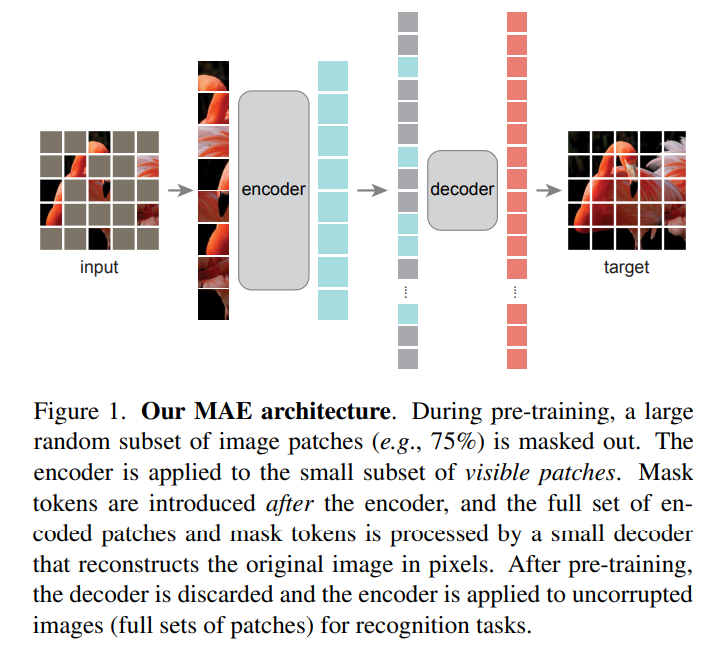 input
encoder
decoder
target
Figure 1. Our MAE architecture. During pre-training, a large
random subset of image patches (e.g., 75%) is masked out. The
encoder is applied to the small subset of visible patches. Mask
tokens are introduced after the encoder, and the full set of en-
coded patches and mask tokens is processed by a small decoder
that reconstructs the original image in pixels. After pre-training,
the decoder is discarded and the encoder is applied to uncorrupted
images (full sets of patches) for recognition tasks.